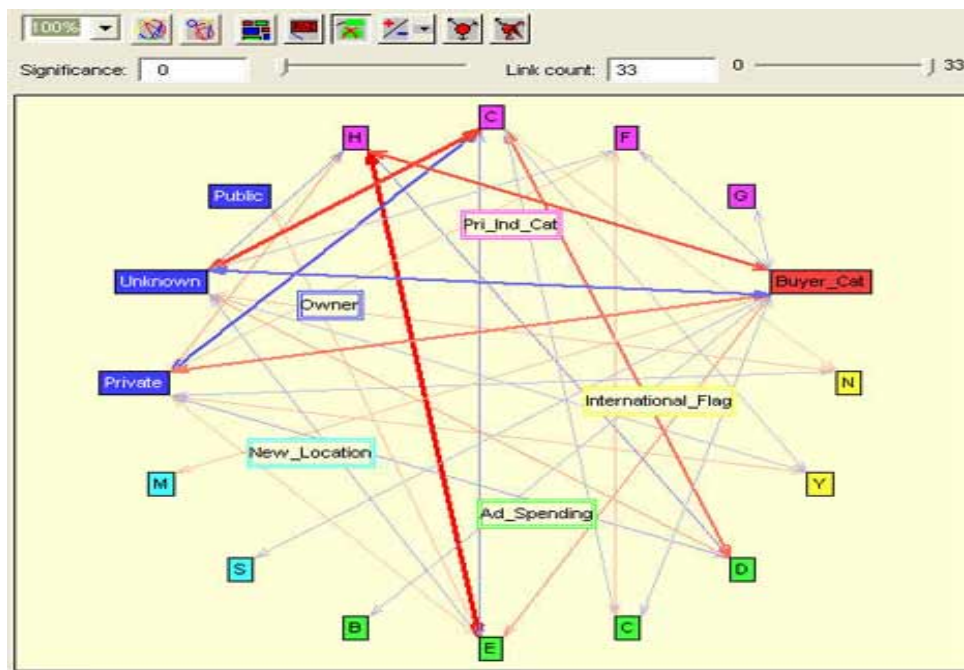 100%
Significance: 0 Link count: 33 0 33
C
H F
Public G
Pri_Ind_Cat
Unknown Buyer_Cat
Owner
Private N
International_Flag
New_Location
M Y
Ad_Spending
S D
B C
E